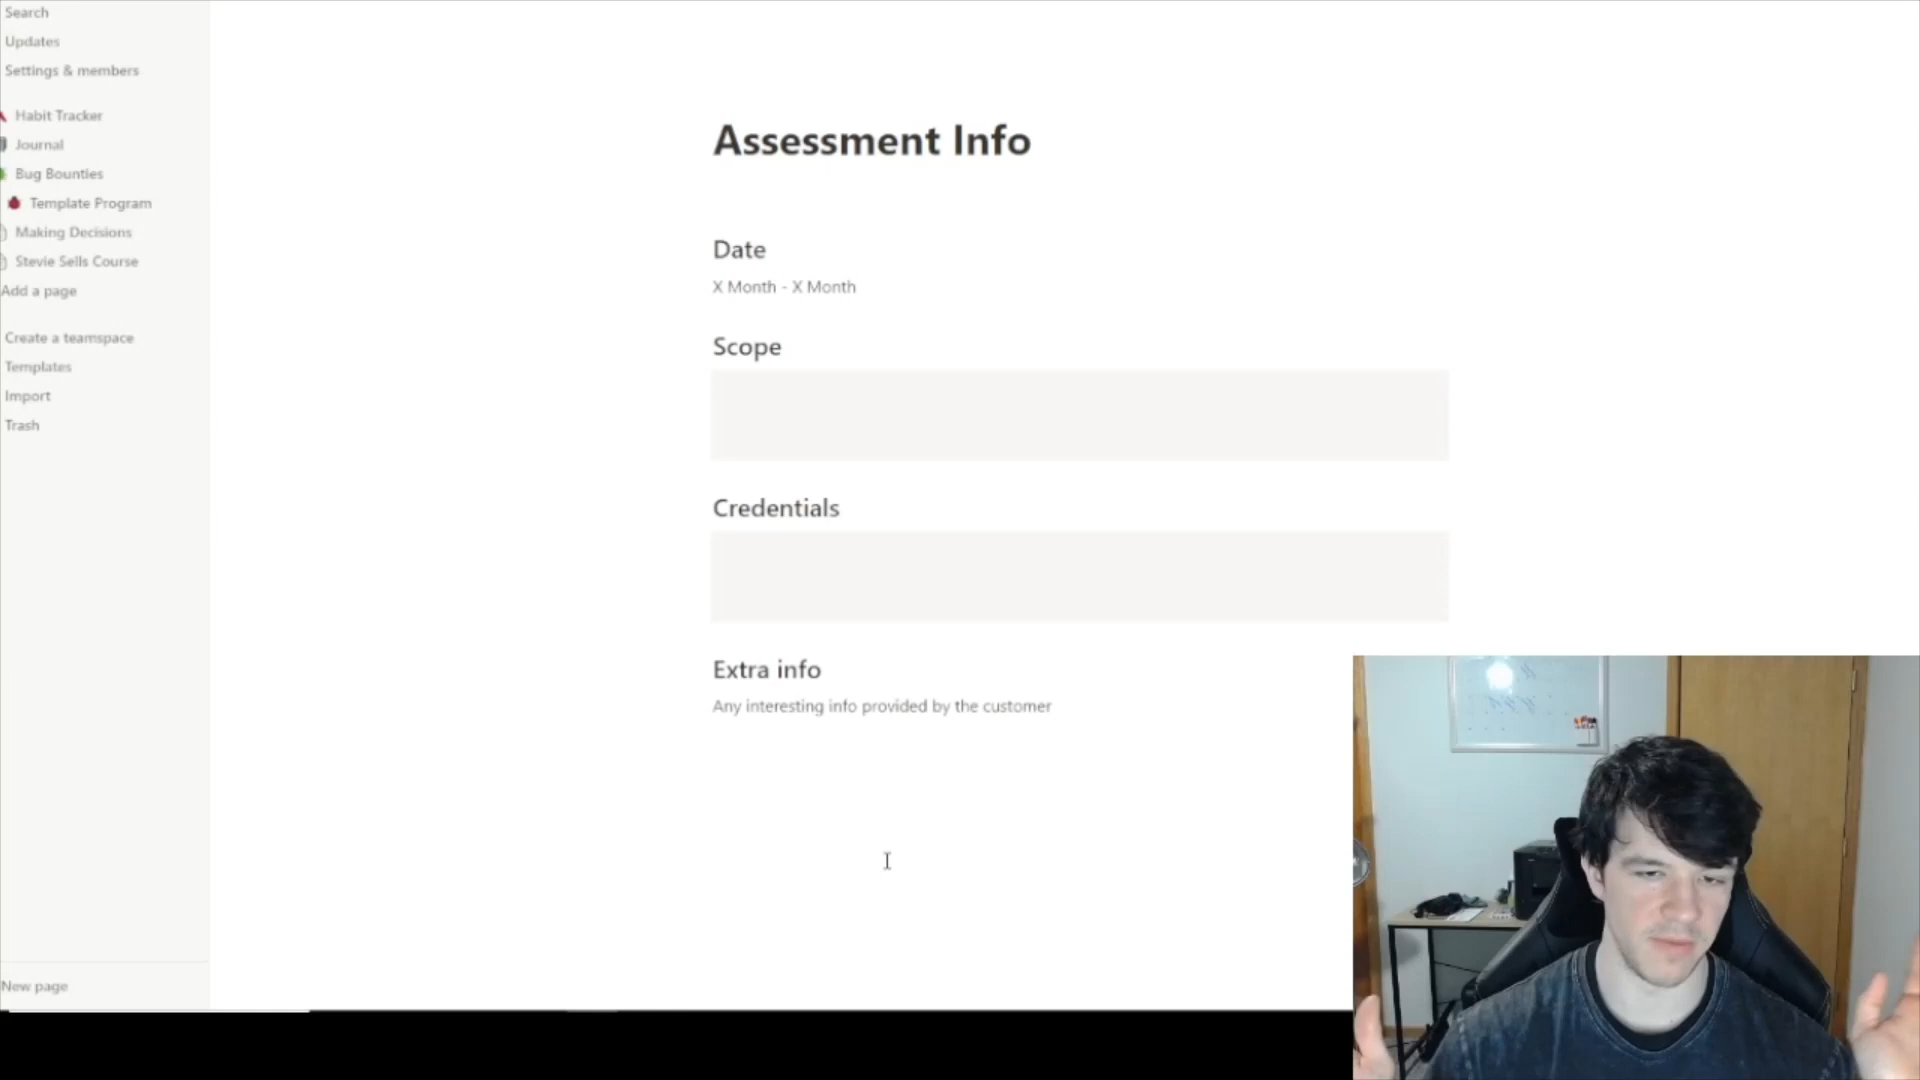 Search
Updates
Settings & members
Habit Tracker
Journal
Bug Bounties
Template Program
Making Decisions
Stevie Sells Course
Add a page
Create a teamspace
Templates
Import
Trash
New page
Assessment Info
Date
X Month - X Month
Scope
Credentials
Extra info
Any interesting info provided by the customer